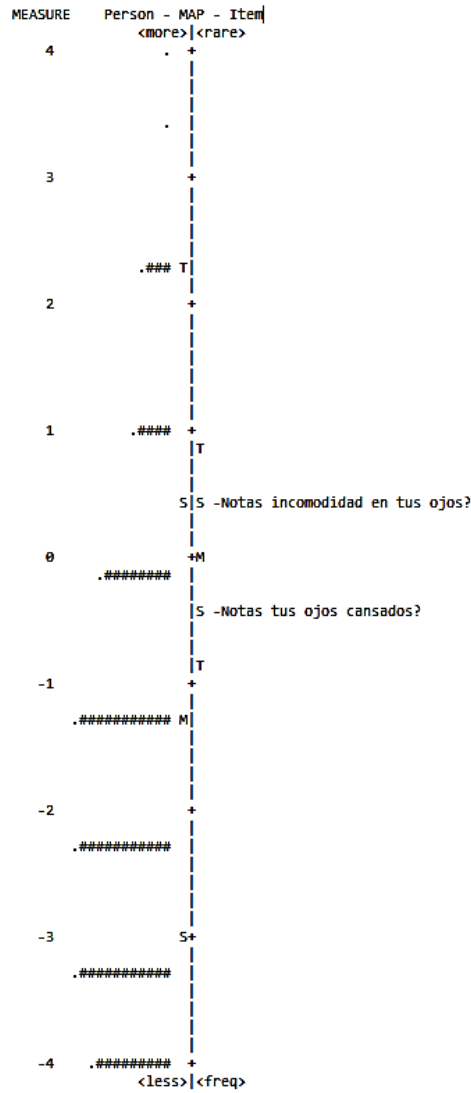 MEASURE Person - MAP - Item
<more>|<rare>
4 . +
. |
3 +
.### T|
2 +
1 .#### +
|T
S|S -Notas incomodidad en tus ojos?
0 +M
.######## |
|S -Notas tus ojos cansados?
|T
-1 +
.########### M|
-2 +
.########### |
-3 S+
.########### |
-4 .######### +
<less>|<freq>